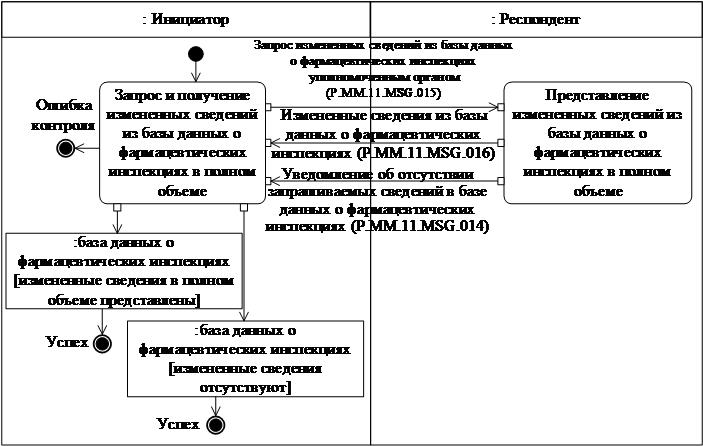 : Инициатор
: Респондент
Запрос измененных сведений из базы данных
о фармацевтических инспекциях
уполномоченным органом
(P.MM.11.MSG.015)
Ошибка
контроля
Запрос и получение
измененных сведений
из базы данных о
фармацевтических
инспекциях в полном
объеме
Измененные сведения из базы
данных о фармацевтических
инспекциях (P.MM.11.MSG.016)
Уведомление об отсутствии
запрашиваемых сведений в базе
данных о фармацевтических
инспекциях (P.MM.11.MSG.014)
Представление
измененных сведений из
базы данных о
фармацевтических
инспекциях в полном
объеме
:база данных о
фармацевтических инспекциях
[измененные сведения в полном
объеме представлены]
Успех
:база данных о
фармацевтических инспекциях
[измененные сведения
отсутствуют]
Успех